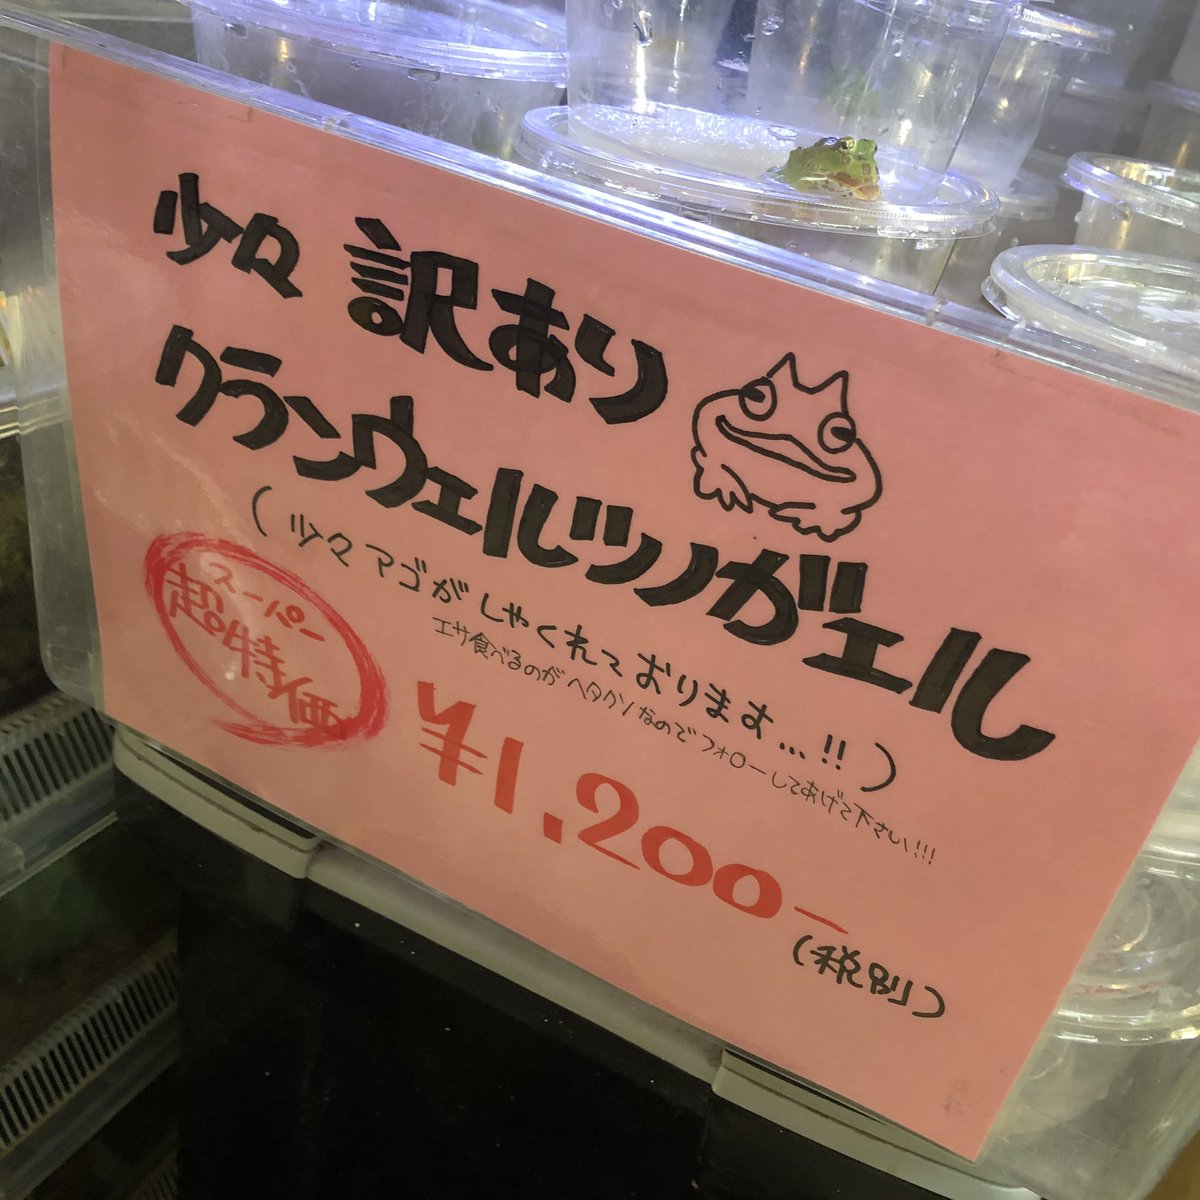 少々 訳あり
クランウェルツノガエル
(少々アゴがしゃくれております…!!)
エサ食べるのがヘタクソなのでフォローしてあげて下さい!!!
スーパー
超特価
¥1,200-
(税別)